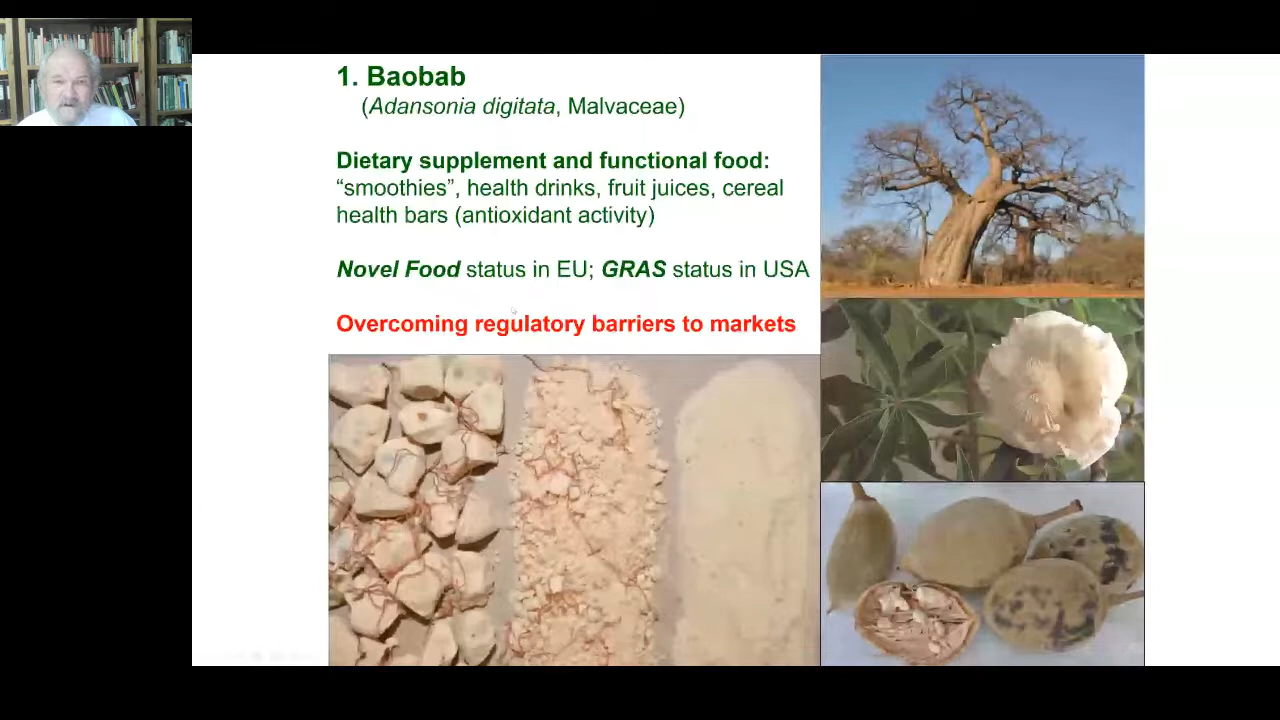 1. Baobab
(Adansonia digitata, Malvaceae)
Dietary supplement and functional food:
“smoothies”, health drinks, fruit juices, cereal
health bars (antioxidant activity)
Novel Food status in EU; GRAS status in USA
Overcoming regulatory barriers to markets